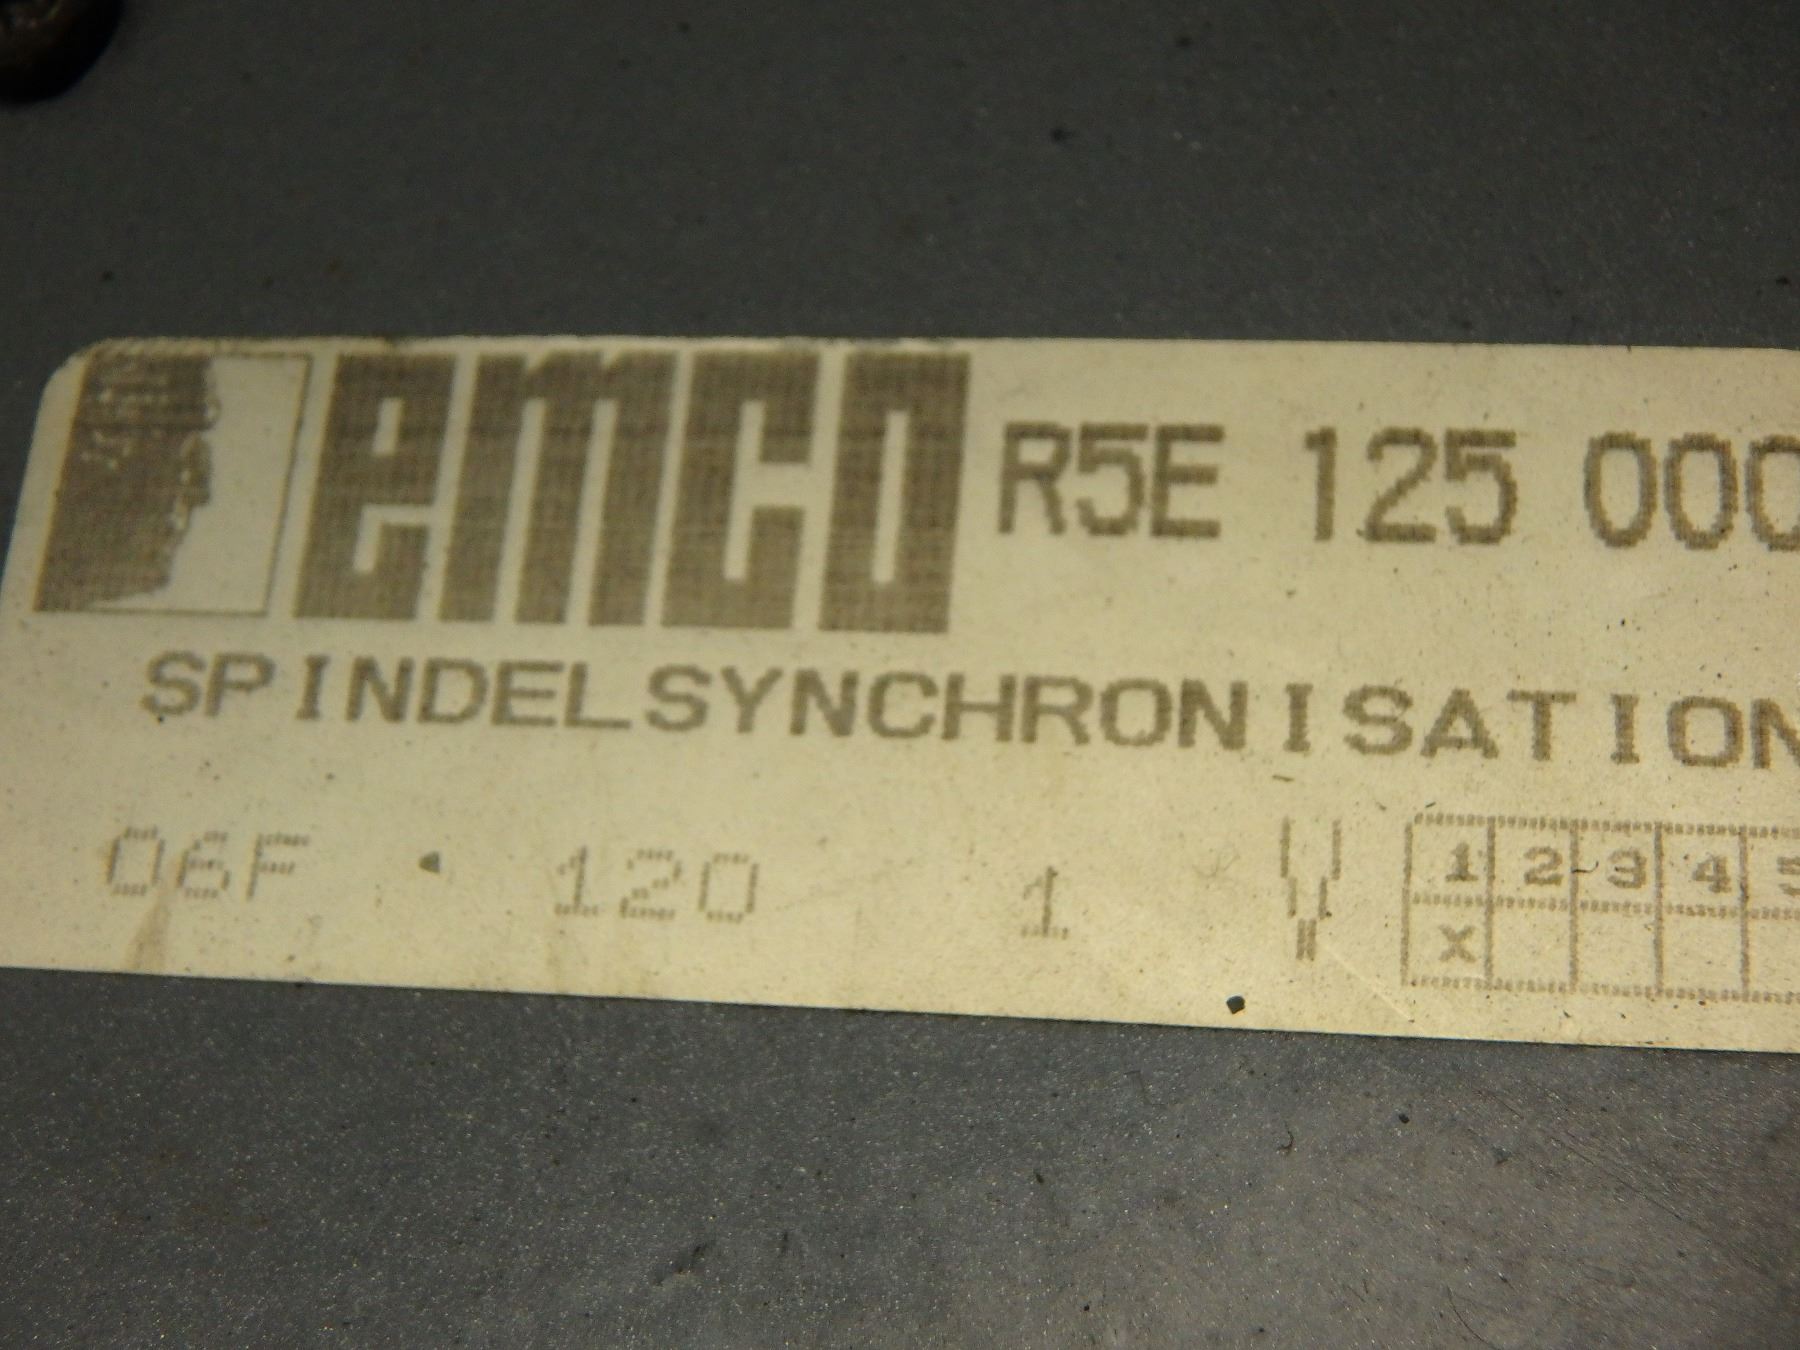 emco R5E 125 000
SPINDELSYNCHRONISATION
06F 120 1 V 1 2 3 4 5
X